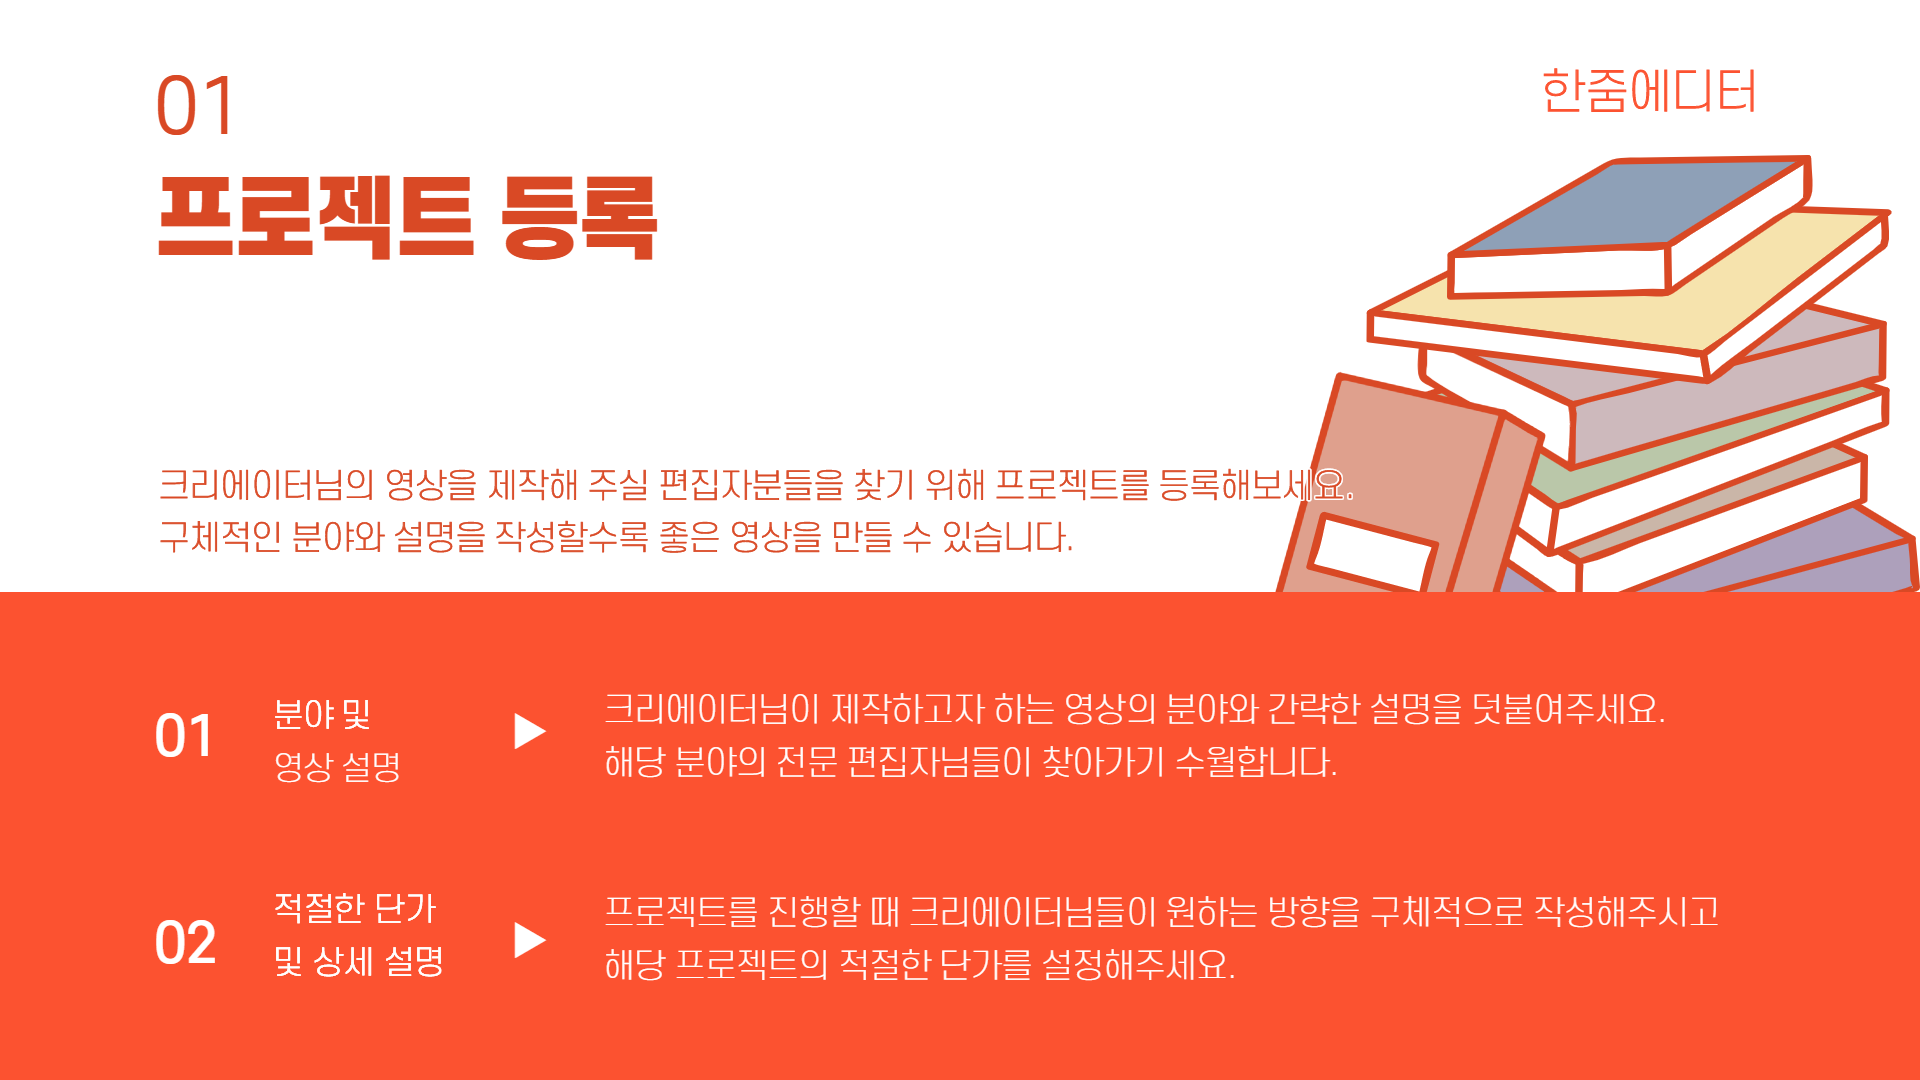 01
한줌에디터
프로젝트 등록
크리에이터님의 영상을 제작해 주실 편집자분들을 찾기 위해 프로젝트를 등록해보세요.
구체적인 분야와 설명을 작성할수록 좋은 영상을 만들 수 있습니다.
01
분야 및
영상 설명
▶
크리에이터님이 제작하고자 하는 영상의 분야와 간략한 설명을 덧붙여주세요.
해당 분야의 전문 편집자님들이 찾아가기 수월합니다.
02
적절한 단가
및 상세 설명
▶
프로젝트를 진행할 때 크리에이터님들이 원하는 방향을 구체적으로 작성해주시고
해당 프로젝트의 적절한 단가를 설정해주세요.